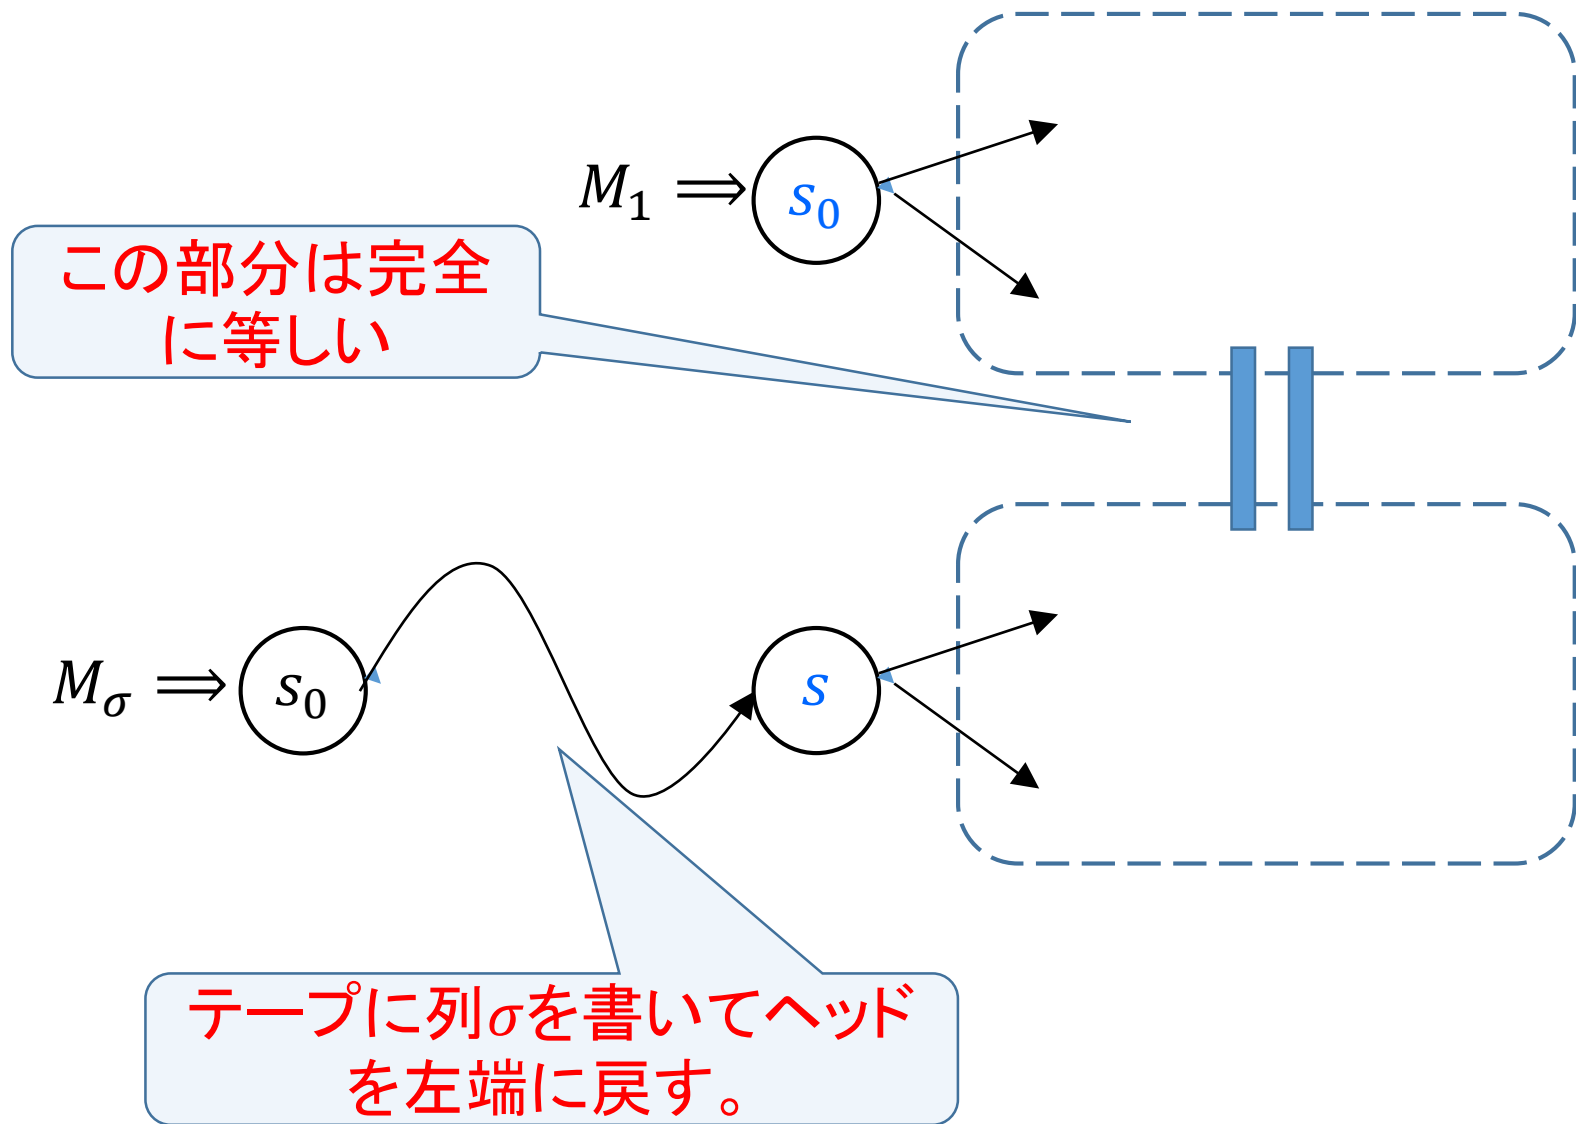 M₁ ⟹ s₀
この部分は完全
に等しい
M_σ ⟹ s₀
s
テープに列σを書いてヘッド
を左端に戻す。